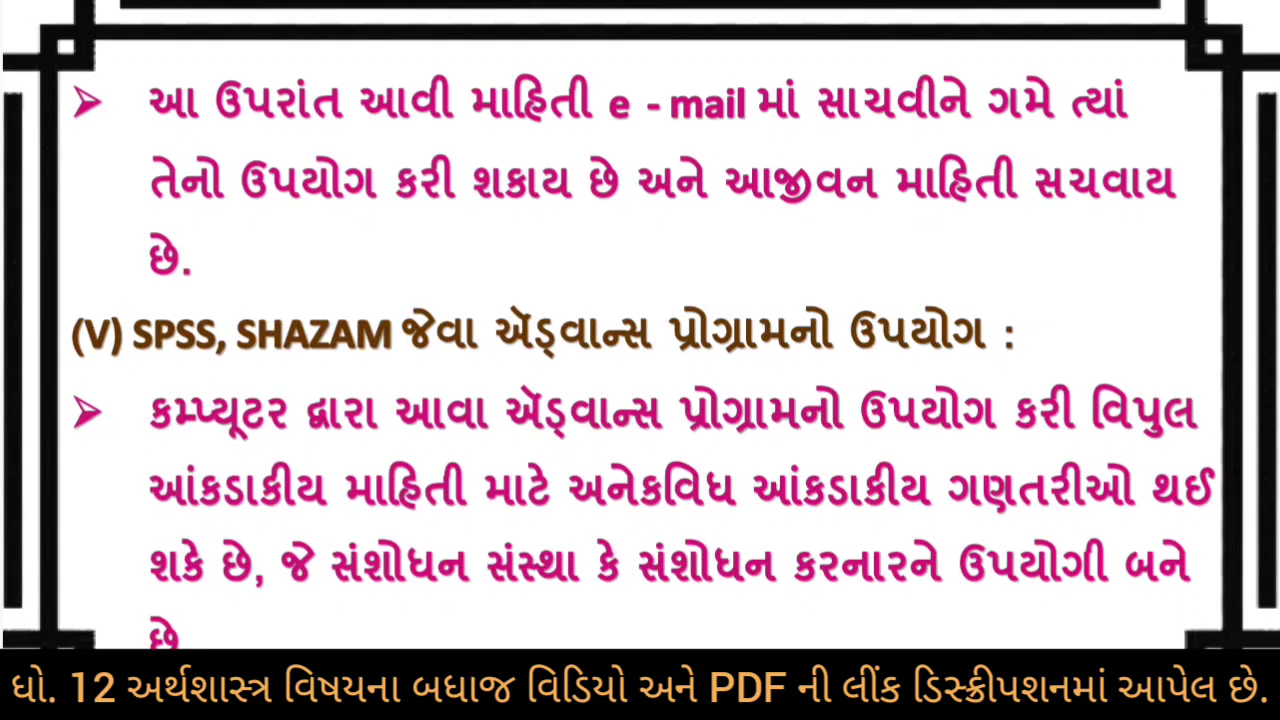 ➢ આ ઉપરાંત આવી માહિતી e - mail માં સાચવીને ગમે ત્યાં
તેનો ઉપયોગ કરી શકાય છે અને આજીવન માહિતી સચવાય
છે.
(V) SPSS, SHAZAM જેવા ઍડ્વાન્સ પ્રોગ્રામનો ઉપયોગ :
➢ કમ્પ્યૂટર દ્વારા આવા ઍડ્વાન્સ પ્રોગ્રામનો ઉપયોગ કરી વિપુલ
આંકડાકીય માહિતી માટે અનેકવિધ આંકડાકીય ગણતરીઓ થઈ
શકે છે, જે સંશોધન સંસ્થા કે સંશોધન કરનારને ઉપયોગી બને
છે
ધો. 12 અર્થશાસ્ત્ર વિષયના બધાજ વિડિયો અને PDF ની લીંક ડિસ્ક્રીપશનમાં આપેલ છે.